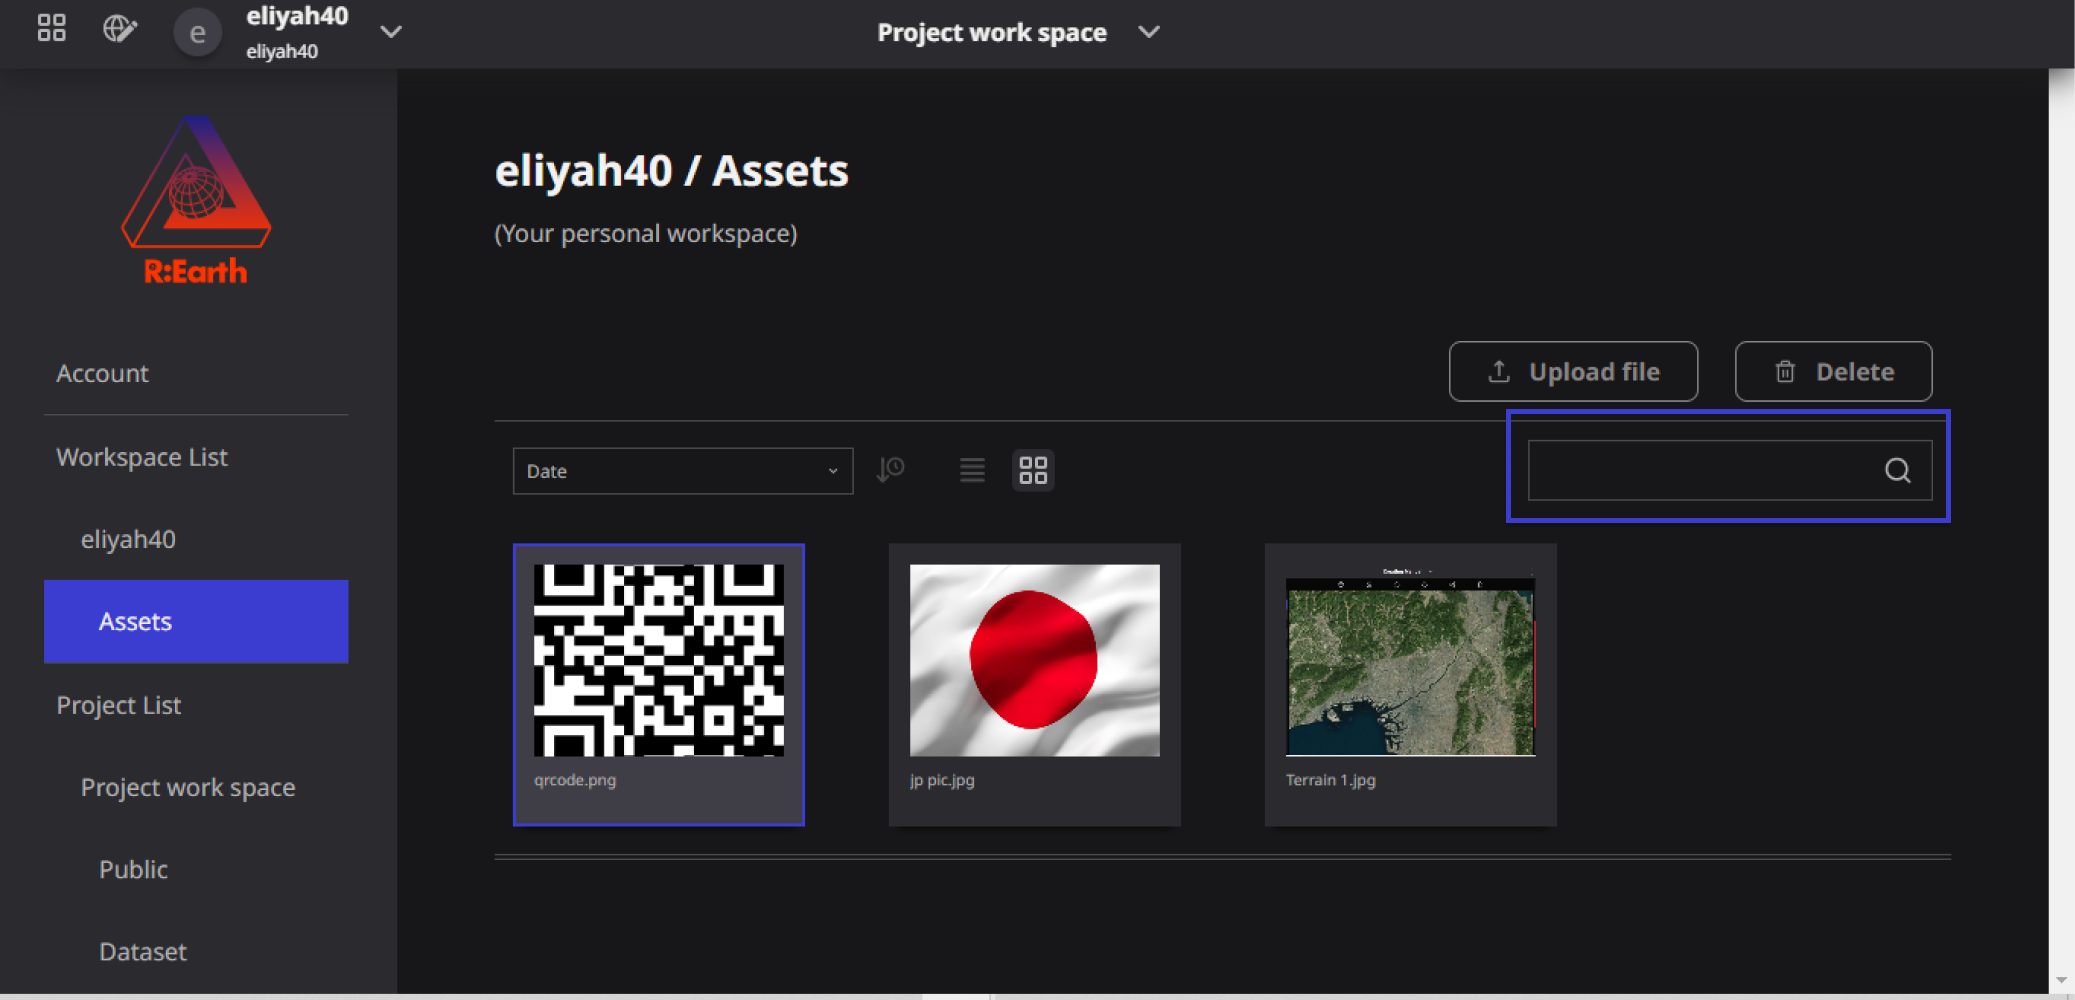 eliyah40
eliyah40
e
Project work space
R:Earth
Account
Workspace List
eliyah40
Assets
Project List
Project work space
Public
Dataset
eliyah40 / Assets
(Your personal workspace)
Upload file
Delete
Date
qrcode.png
jp pic.jpg
Terrain 1.jpg